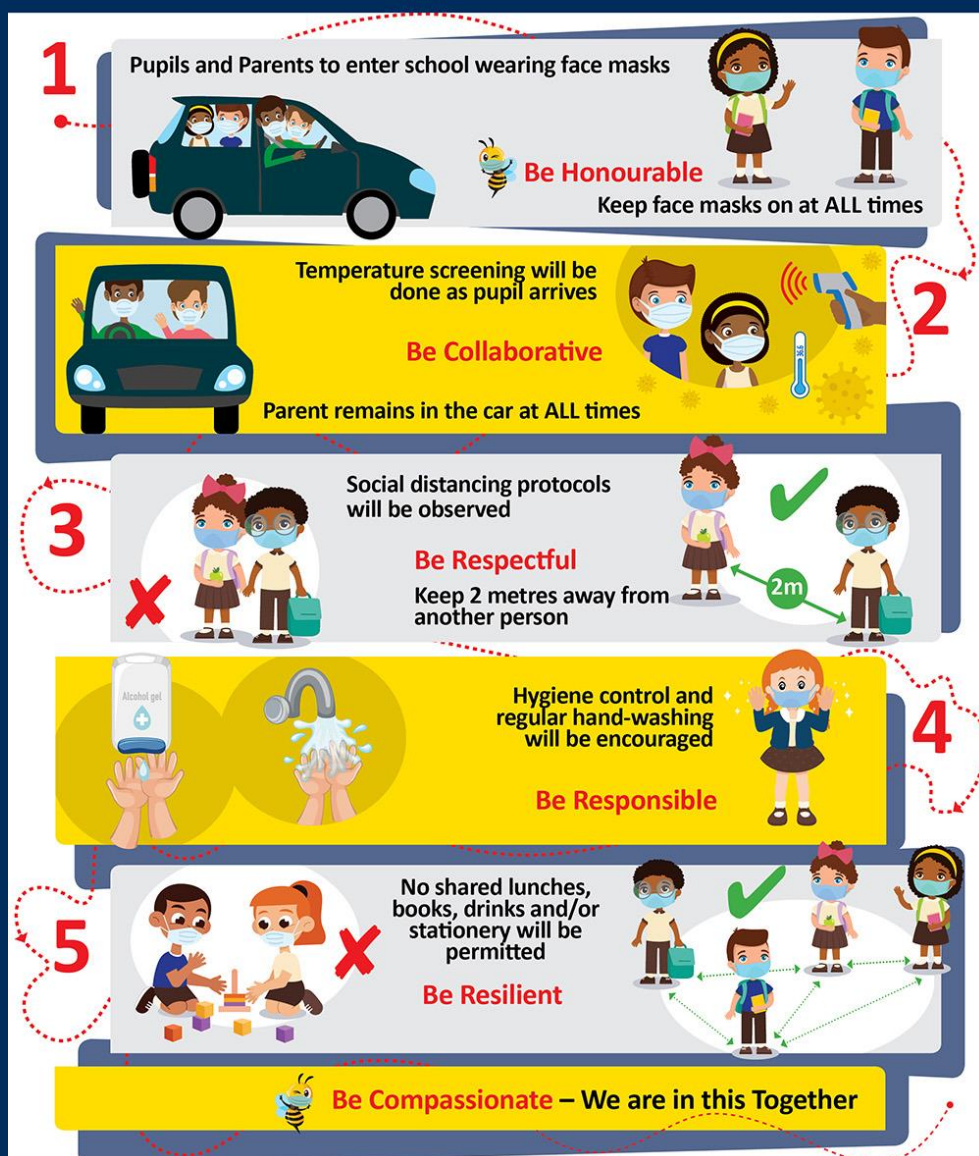 1
Pupils and Parents to enter school wearing face masks
Be Honourable
Keep face masks on at ALL times
2
Temperature screening will be
done as pupil arrives
Be Collaborative
Parent remains in the car at ALL times
3
Social distancing protocols
will be observed
Be Respectful
Keep 2 metres away from
another person
2m
4
Alcohol gel
Hygiene control and
regular hand-washing
will be encouraged
Be Responsible
5
No shared lunches,
books, drinks and/or
stationery will be
permitted
Be Resilient
Be Compassionate – We are in this Together